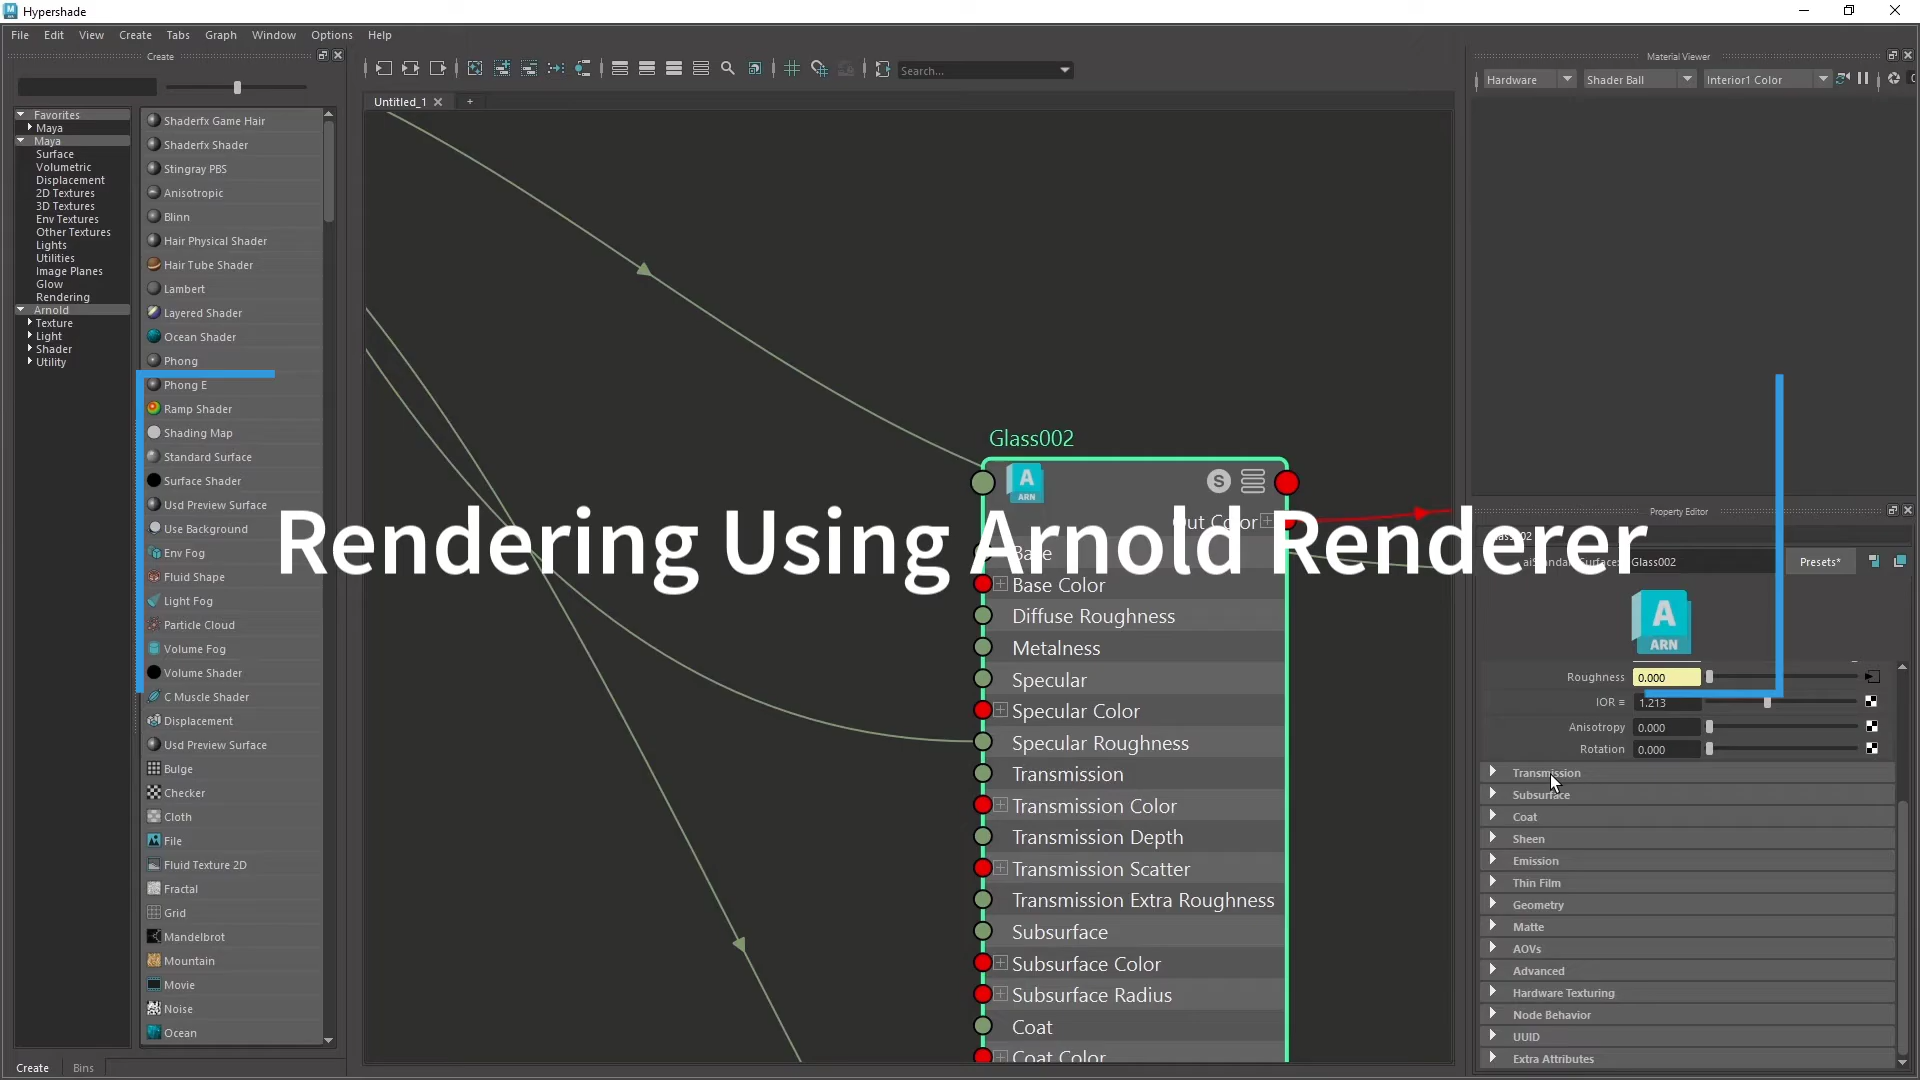 Hypershade
File Edit View Create Tabs Graph Window Options Help
Create
Material Viewer
Search...
Hardware Shader Ball Interior1 Color
Untitled_1 +
Favorites
Maya
Maya
Surface
Volumetric
Displacement
2D Textures
3D Textures
Env Textures
Other Textures
Lights
Utilities
Image Planes
Glow
Rendering
Arnold
Texture
Light
Shader
Utility
Shaderfx Game Hair
Shaderfx Shader
Stingray PBS
Anisotropic
Blinn
Hair Physical Shader
Hair Tube Shader
Lambert
Layered Shader
Ocean Shader
Phong
Phong E
Ramp Shader
Shading Map
Standard Surface
Surface Shader
Usd Preview Surface
Use Background
Env Fog
Fluid Shape
Light Fog
Particle Cloud
Volume Fog
Volume Shader
C Muscle Shader
Displacement
Usd Preview Surface
Bulge
Checker
Cloth
File
Fluid Texture 2D
Fractal
Grid
Mandelbrot
Mountain
Movie
Noise
Ocean
Create Bins
Rendering Using Arnold Renderer
Glass002
A
ARN
S
Out Color
Base
Base Color
Diffuse Roughness
Metalness
Specular
Specular Color
Specular Roughness
Transmission
Transmission Color
Transmission Depth
Transmission Scatter
Transmission Extra Roughness
Subsurface
Subsurface Color
Subsurface Radius
Coat
Coat Color
Property Editor
Glass002
Presets*
A
ARN
Roughness 0.000
IOR 1.213
Anisotropy 0.000
Rotation 0.000
Transmission
Subsurface
Coat
Sheen
Emission
Thin Film
Geometry
Matte
AOVs
Advanced
Hardware Texturing
Node Behavior
UUID
Extra Attributes